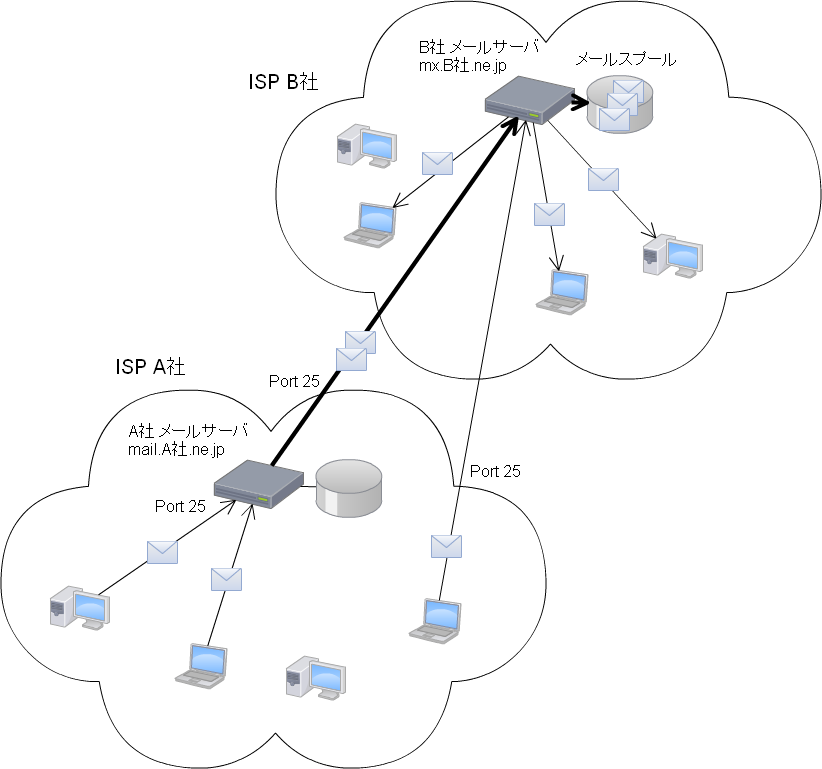 B社 メールサーバ
mx.B社.ne.jp
メールスプール
ISP B社
ISP A社
Port 25
A社 メールサーバ
mail.A社.ne.jp
Port 25
Port 25